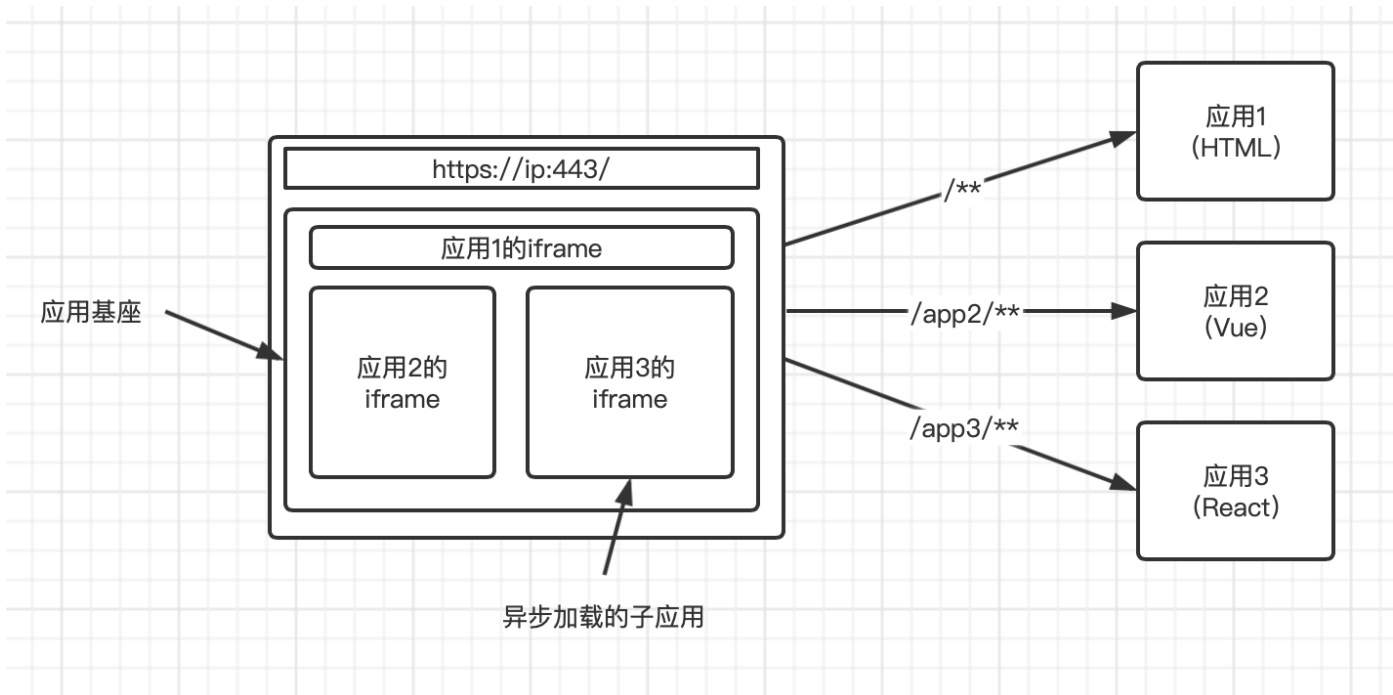 https://ip:443/
应用1的iframe
应用2的
iframe
应用3的
iframe
应用基座
异步加载的子应用
/**
/app2/**
/app3/**
应用1
(HTML)
应用2
(Vue)
应用3
(React)